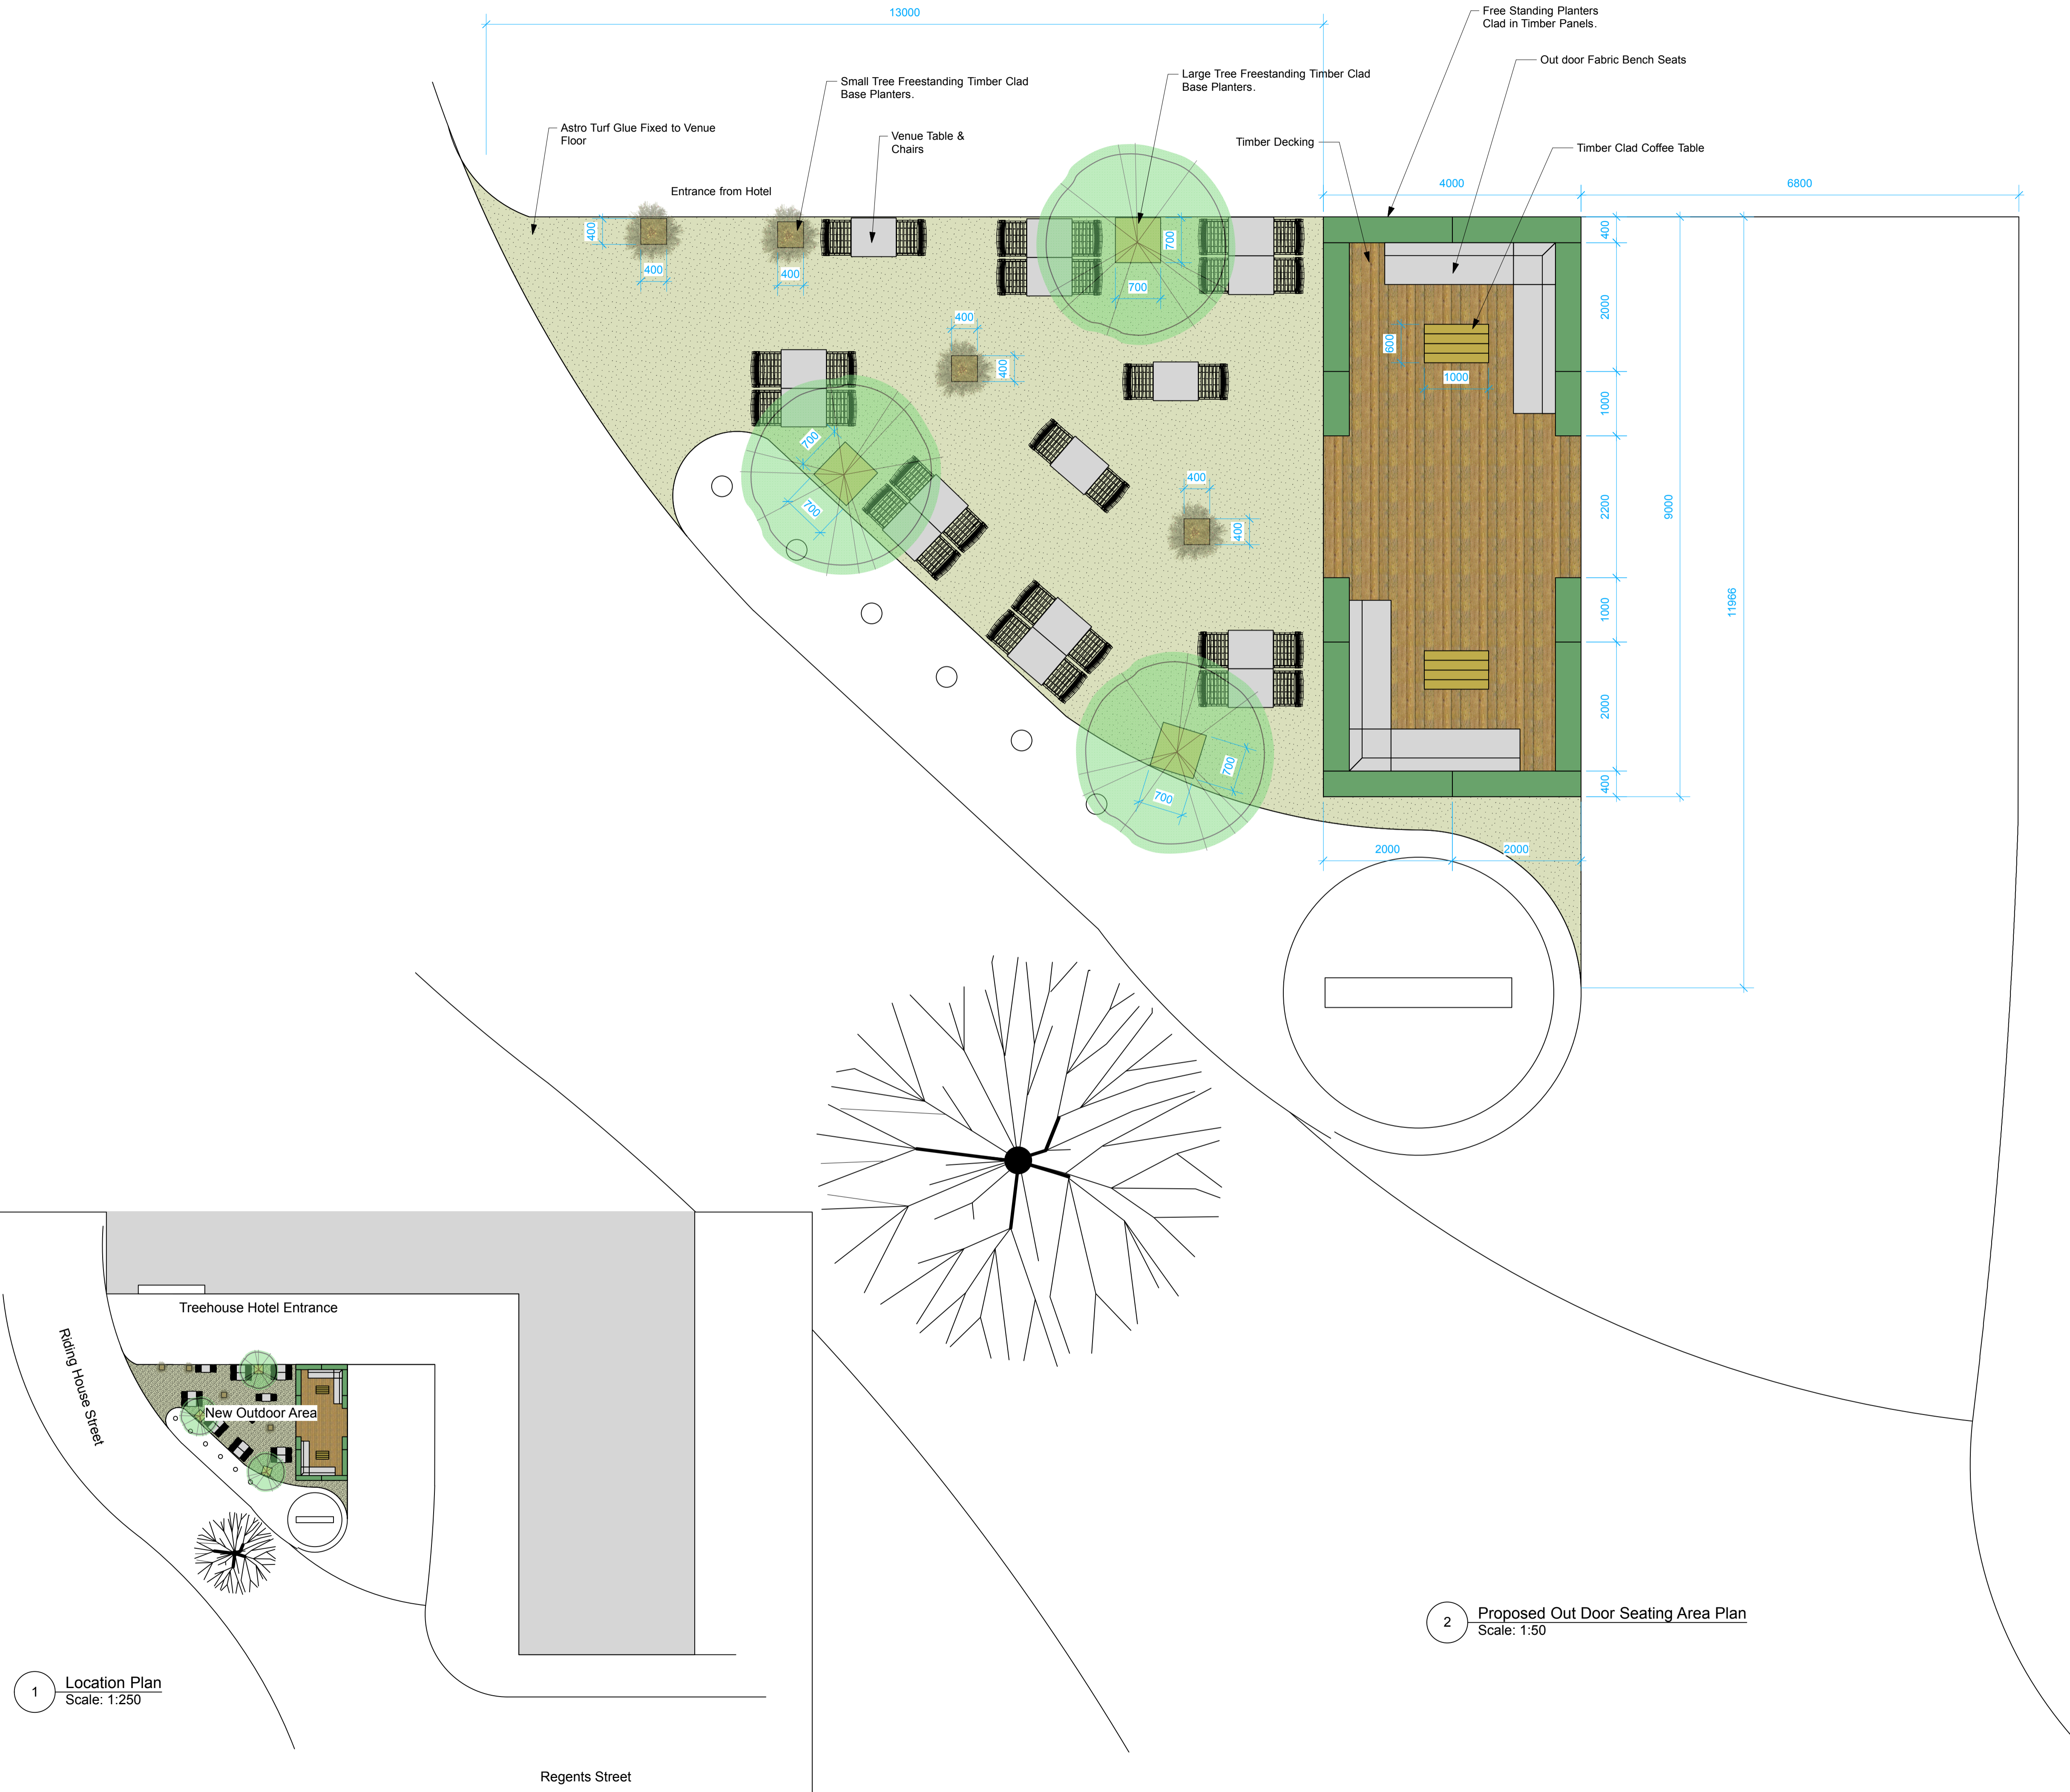 13000
Free Standing Planters
Clad in Timber Panels.
Out door Fabric Bench Seats
Small Tree Freestanding Timber Clad
Base Planters.
Large Tree Freestanding Timber Clad
Base Planters.
Astro Turf Glue Fixed to Venue
Floor
Venue Table &
Chairs
Timber Decking
Timber Clad Coffee Table
Entrance from Hotel
4000
6800
400
400
400
700
700
400
2000
400
400
600
1000
1000
700
700
400
400
2200
9000
11966
1000
2000
700
700
400
2000
2000
Treehouse Hotel Entrance
Riding House Street
New Outdoor Area
2
Proposed Out Door Seating Area Plan
Scale: 1:50
1
Location Plan
Scale: 1:250
Regents Street